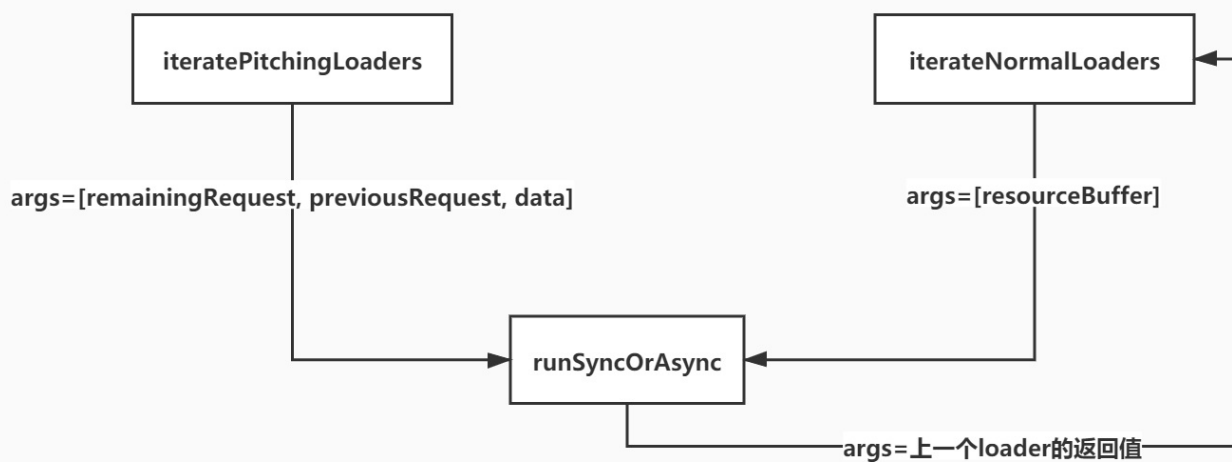 iteratePitchingLoaders
iterateNormalLoaders
args=[remainingRequest, previousRequest, data]
args=[resourceBuffer]
runSyncOrAsync
args=上一个loader的返回值